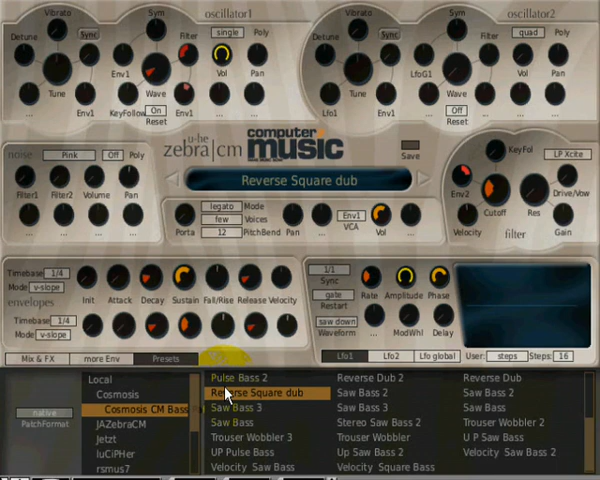 Vibrato Sym oscillator1 Vibrato Sym oscillator2
Detune Sync Filter single Poly Detune Sync Filter quad Poly
Env1 Vol Pan LfoG1 Vol Pan
Tune Wave Tune Wave
... Env1 KeyFollow On Env1 ... ... Lfo1 Env1 Off ... ... ...
Reset Reset
noise Pink Off Poly
u-he
zebra|cm
computer
music
Save
KeyFol
LP Xcite
Reverse Square dub
Filter1 Filter2 Volume Pan
... ... ... ...
Env2 Cutoff Res Drive/Vow
Velocity filter Gain
legato Mode
few Voices
Porta 12 PitchBend
Pan ... Env1 Vol ...
VCA
Timebase 1/4
Mode v-slope
Init Attack Decay Sustain Fall/Rise Release Velocity
envelopes
Timebase 1/4
Mode v-slope
1/1
Sync
gate
Restart
saw down
Waveform
Rate Amplitude Phase
... ModWhl Delay
Mix & FX more Env Presets Lfo1 Lfo2 Lfo global User: steps Steps: 16
native
PatchFormat
Local
Cosmosis
Cosmosis CM Bass
JAZebraCM
Jetzt
luCiPHer
rsmus7
Pulse Bass 2
Reverse Square dub
Saw Bass 3
Saw Bass
Trouser Wobbler 3
UP Pulse Bass
Velocity Saw Bass
Reverse Dub 2
Saw Bass 2
Saw Bass 3
Stereo Saw Bass 2
Trouser Wobbler
Up Saw Bass 2
Velocity Square Bass
Reverse Dub
Saw Bass 2
Saw Bass
Trouser Wobbler 2
U P Saw Bass
Velocity Saw Bass 2